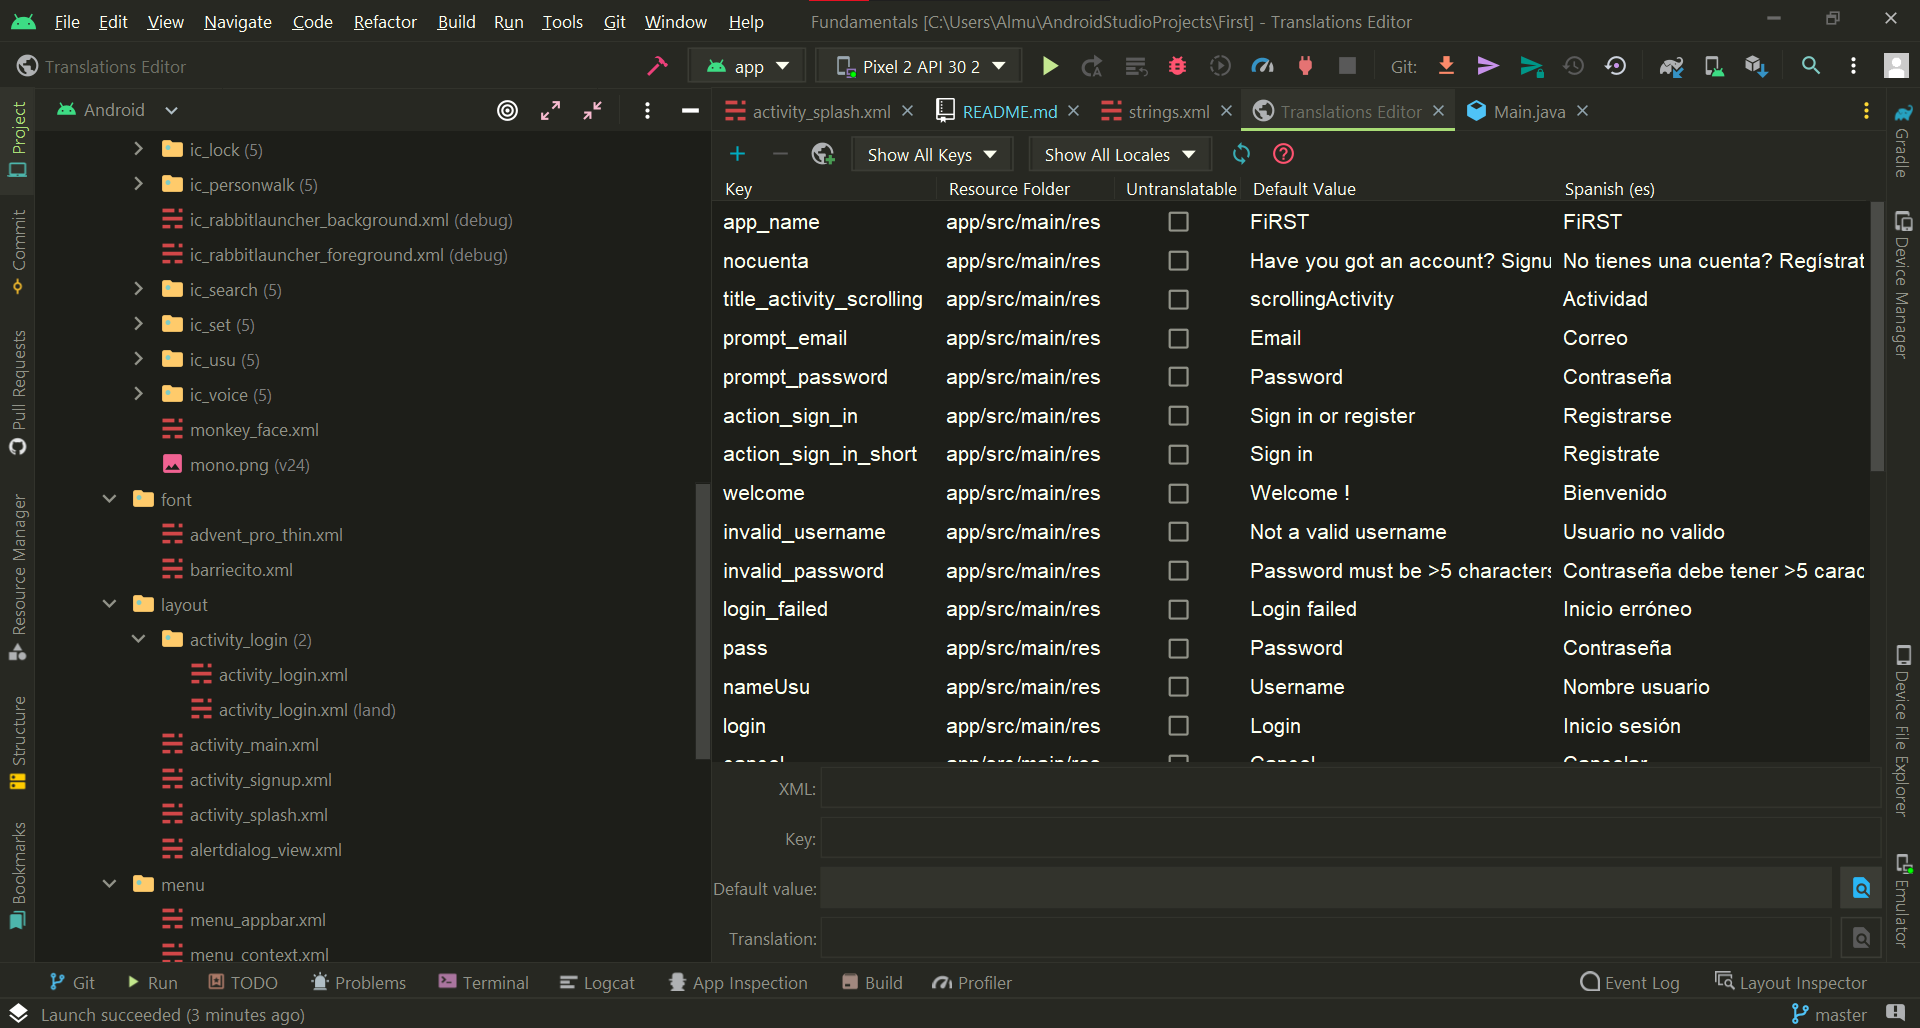 File Edit View Navigate Code Refactor Build Run Tools Git Window Help Fundamentals [C:\Users\Almu\AndroidStudioProjects\First] - Translations Editor
Translations Editor app Pixel 2 API 30 2 Git:
Android
activity_splash.xml README.md strings.xml Translations Editor Main.java
Show All Keys Show All Locales
Key Resource Folder Untranslatable Default Value Spanish (es)
app_name app/src/main/res FiRST FiRST
nocuenta app/src/main/res Have you got an account? Signu No tienes una cuenta? Regístrat
title_activity_scrolling app/src/main/res scrollingActivity Actividad
prompt_email app/src/main/res Email Correo
prompt_password app/src/main/res Password Contraseña
action_sign_in app/src/main/res Sign in or register Registrarse
action_sign_in_short app/src/main/res Sign in Registrate
welcome app/src/main/res Welcome ! Bienvenido
invalid_username app/src/main/res Not a valid username Usuario no valido
invalid_password app/src/main/res Password must be >5 characters Contraseña debe tener >5 carac
login_failed app/src/main/res Login failed Inicio erróneo
pass app/src/main/res Password Contraseña
nameUsu app/src/main/res Username Nombre usuario
login app/src/main/res Login Inicio sesión
XML:
Key:
Default value:
Translation:
ic_lock (5)
ic_personwalk (5)
ic_rabbitlauncher_background.xml (debug)
ic_rabbitlauncher_foreground.xml (debug)
ic_search (5)
ic_set (5)
ic_usu (5)
ic_voice (5)
monkey_face.xml
mono.png (v24)
font
advent_pro_thin.xml
barriecito.xml
layout
activity_login (2)
activity_login.xml
activity_login.xml (land)
activity_main.xml
activity_signup.xml
activity_splash.xml
alertdialog_view.xml
menu
menu_appbar.xml
menu_context.xml
Project
Commit
Pull Requests
Resource Manager
Structure
Bookmarks
Gradle
Device Manager
Device File Explorer
Emulator
Git Run TODO Problems Terminal Logcat App Inspection Build Profiler Event Log Layout Inspector
Launch succeeded (3 minutes ago) master